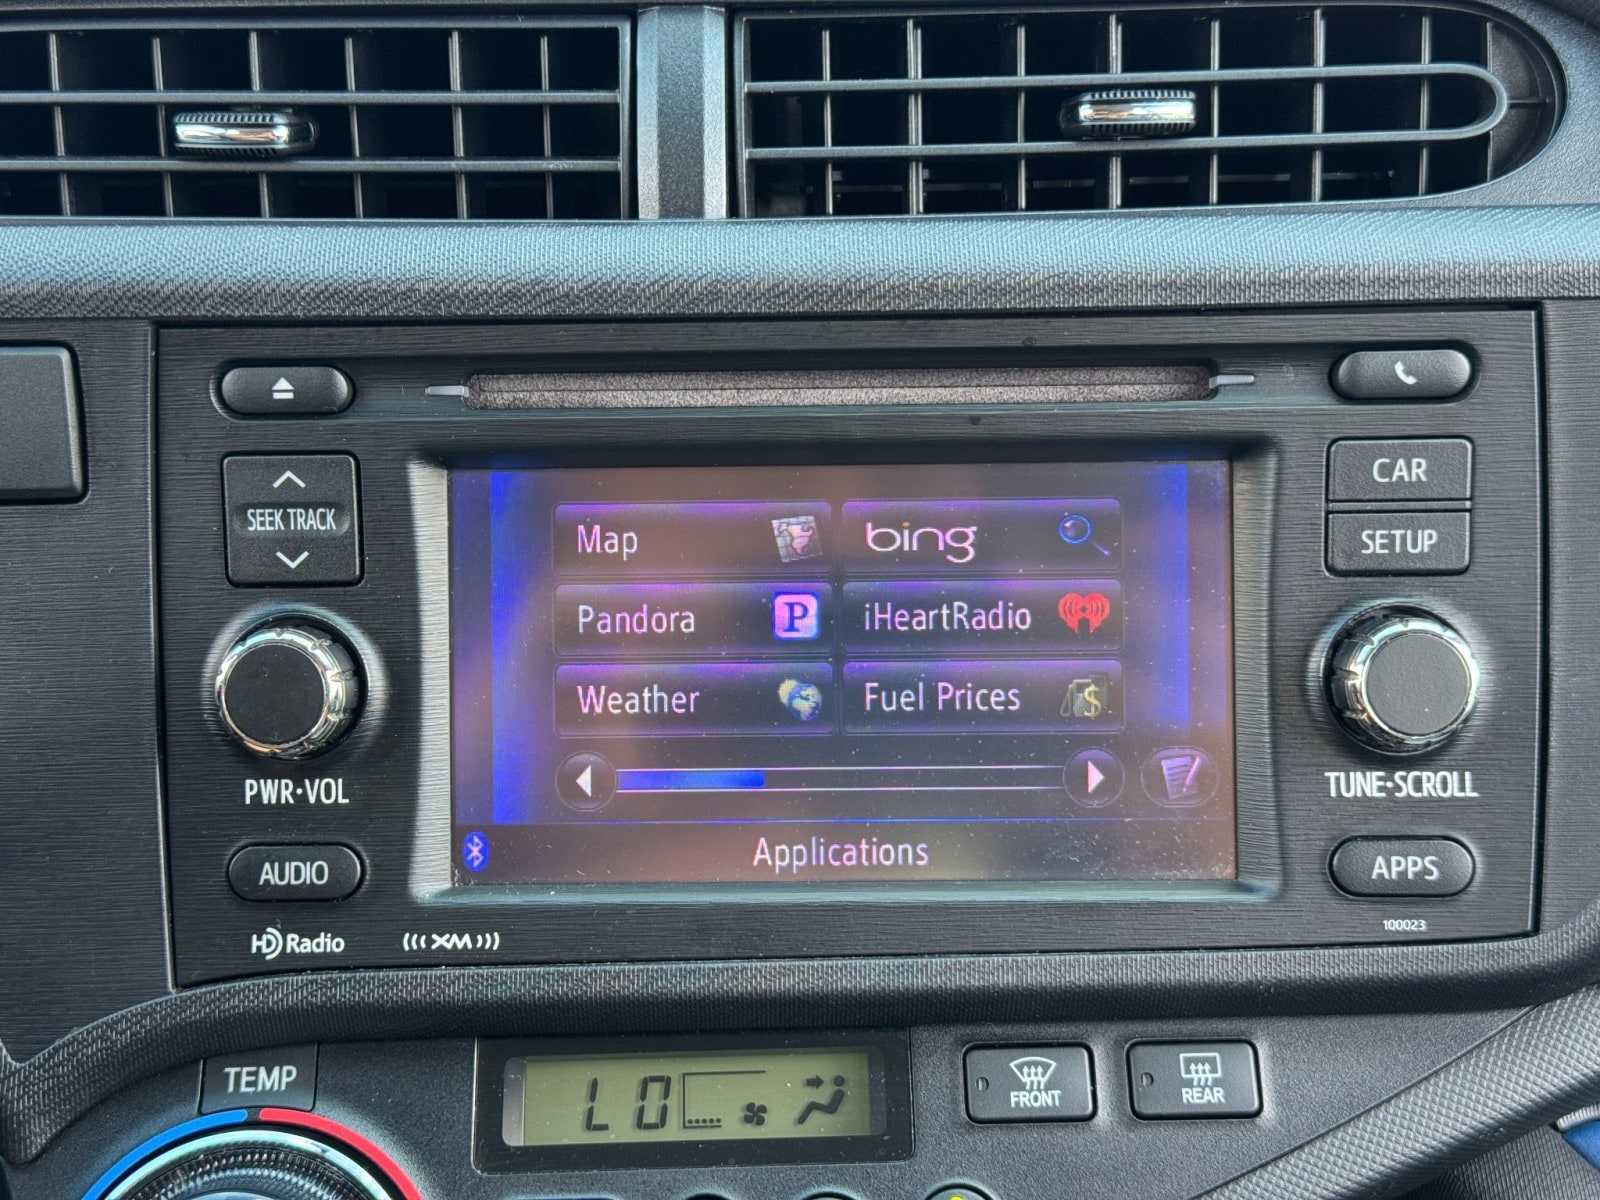 SEEK TRACK
CAR
SETUP
Map
bing
Pandora
P
iHeartRadio
Weather
Fuel Prices
$
PWR•VOL
TUNE•SCROLL
AUDIO
Applications
APPS
100023
HD Radio
XM
TEMP
LO
FRONT
REAR